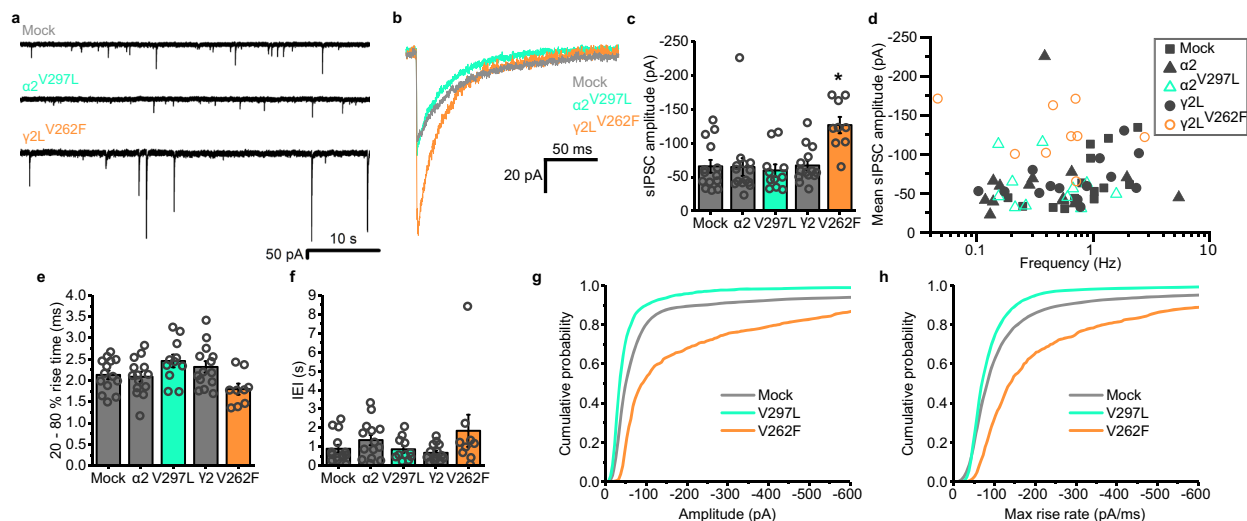 a
Mock
α2V297L
γ2LV262F
10 s
50 pA
b
Mock
α2V297L
γ2LV262F
50 ms
20 pA
c
sIPSC amplitude (pA)
-250
-200
-150
-100
-50
0
*
Mock
α2
V297L
γ2
V262F
d
Mean sIPSC amplitude (pA)
-250
-200
-150
-100
-50
0
0.1
1
10
Frequency (Hz)
Mock
α2
α2V297L
γ2L
γ2LV262F
e
20 - 80 % rise time (ms)
4.0
3.5
3.0
2.5
2.0
1.5
1.0
0.5
0.0
Mock
α2
V297L
γ2
V262F
f
IEI (s)
9
8
7
6
5
4
3
2
1
0
Mock
α2
V297L
γ2
V262F
g
Cumulative probability
1.0
0.8
0.6
0.4
0.2
0.0
Mock
V297L
V262F
0
-100
-200
-300
-400
-500
-600
Amplitude (pA)
h
Cumulative probability
1.0
0.8
0.6
0.4
0.2
0.0
Mock
V297L
V262F
0
-100
-200
-300
-400
-500
-600
Max rise rate (pA/ms)